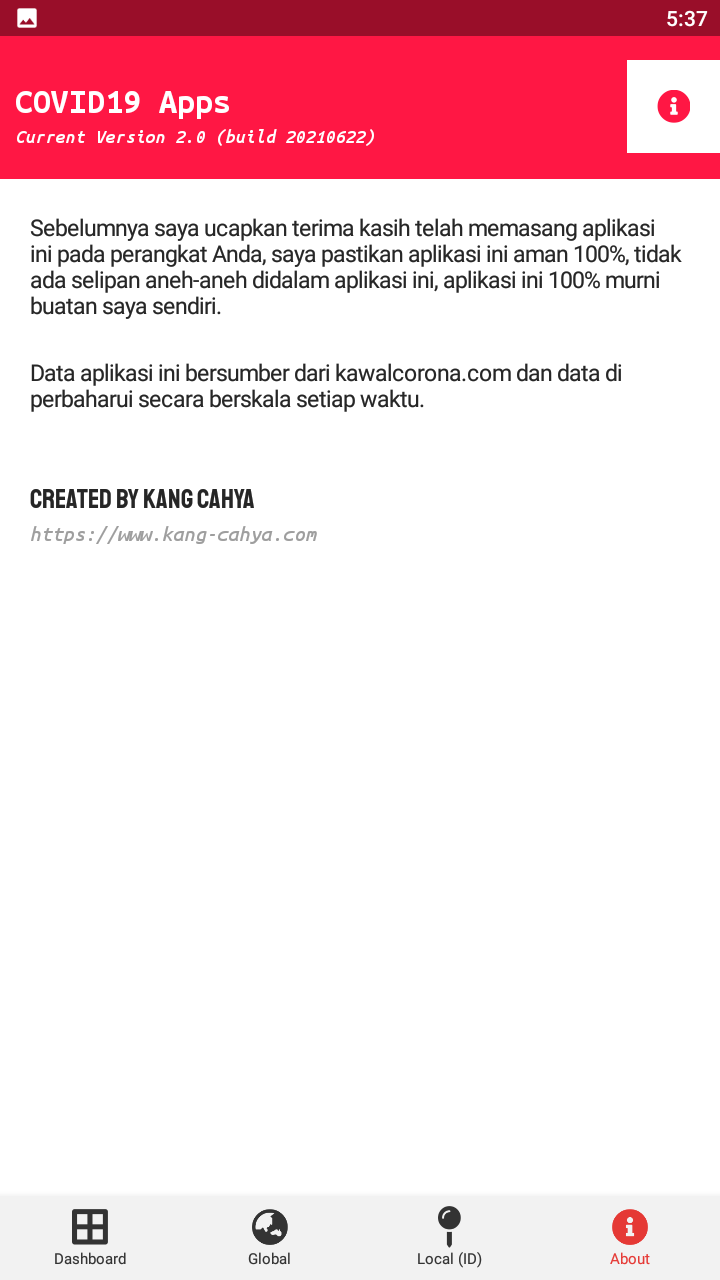 5:37
COVID19 Apps
Current Version 2.0 (build 20210622)
Sebelumnya saya ucapkan terima kasih telah memasang aplikasi
ini pada perangkat Anda, saya pastikan aplikasi ini aman 100%, tidak
ada selipan aneh-aneh didalam aplikasi ini, aplikasi ini 100% murni
buatan saya sendiri.
Data aplikasi ini bersumber dari kawalcorona.com dan data di
perbaharui secara berskala setiap waktu.
CREATED BY KANG CAHYA
https://www.kang-cahya.com
Dashboard
Global
Local (ID)
About